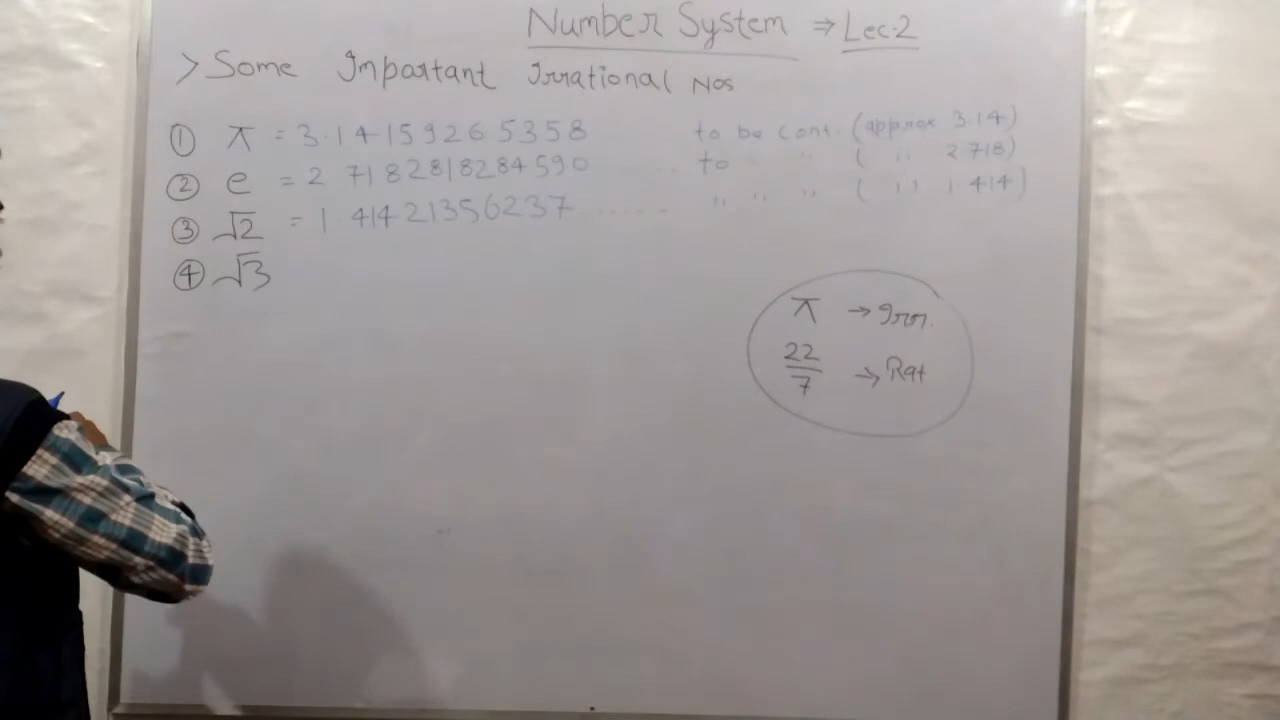 Number System ⇒ Lec-2
> Some Important Irrational Nos
① π = 3.14159265358 to be cont. (approx 3.14)
② e = 2 718281828284590 .. to " ( " 2 718)
③ √2 = 1.41421356237 ...... " " " ( " 1 414)
④ √3
π → Irr.
22/7 → Rat